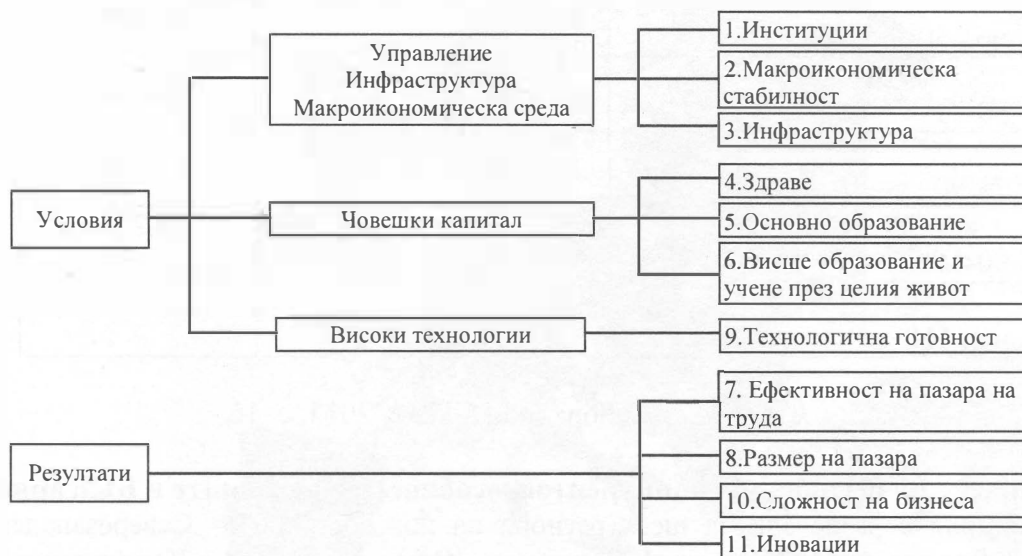 Управление
Инфраструктура
Макроикономическа среда
1.Институции
2.Макроикономическа
стабилност
3.Инфраструктура
Условия
Човешки капитал
4.Здраве
5.Основно образование
6.Висше образование и
учене през целия живот
Високи технологии
9.Технологична готовност
Резултати
7. Ефективност на пазара на
труда
8.Размер на пазара
10.Сложност на бизнеса
11.Иновации